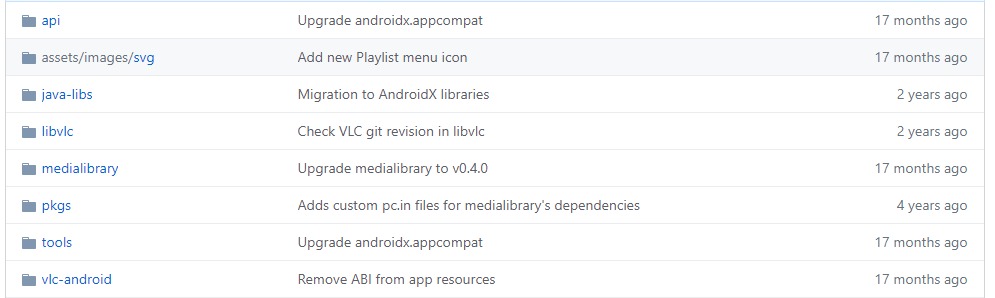 api Upgrade androidx.appcompat 17 months ago
assets/images/svg Add new Playlist menu icon 17 months ago
java-libs Migration to AndroidX libraries 2 years ago
libvlc Check VLC git revision in libvlc 2 years ago
medialibrary Upgrade medialibrary to v0.4.0 17 months ago
pkgs Adds custom pc.in files for medialibrary's dependencies 4 years ago
tools Upgrade androidx.appcompat 17 months ago
vlc-android Remove ABI from app resources 17 months ago